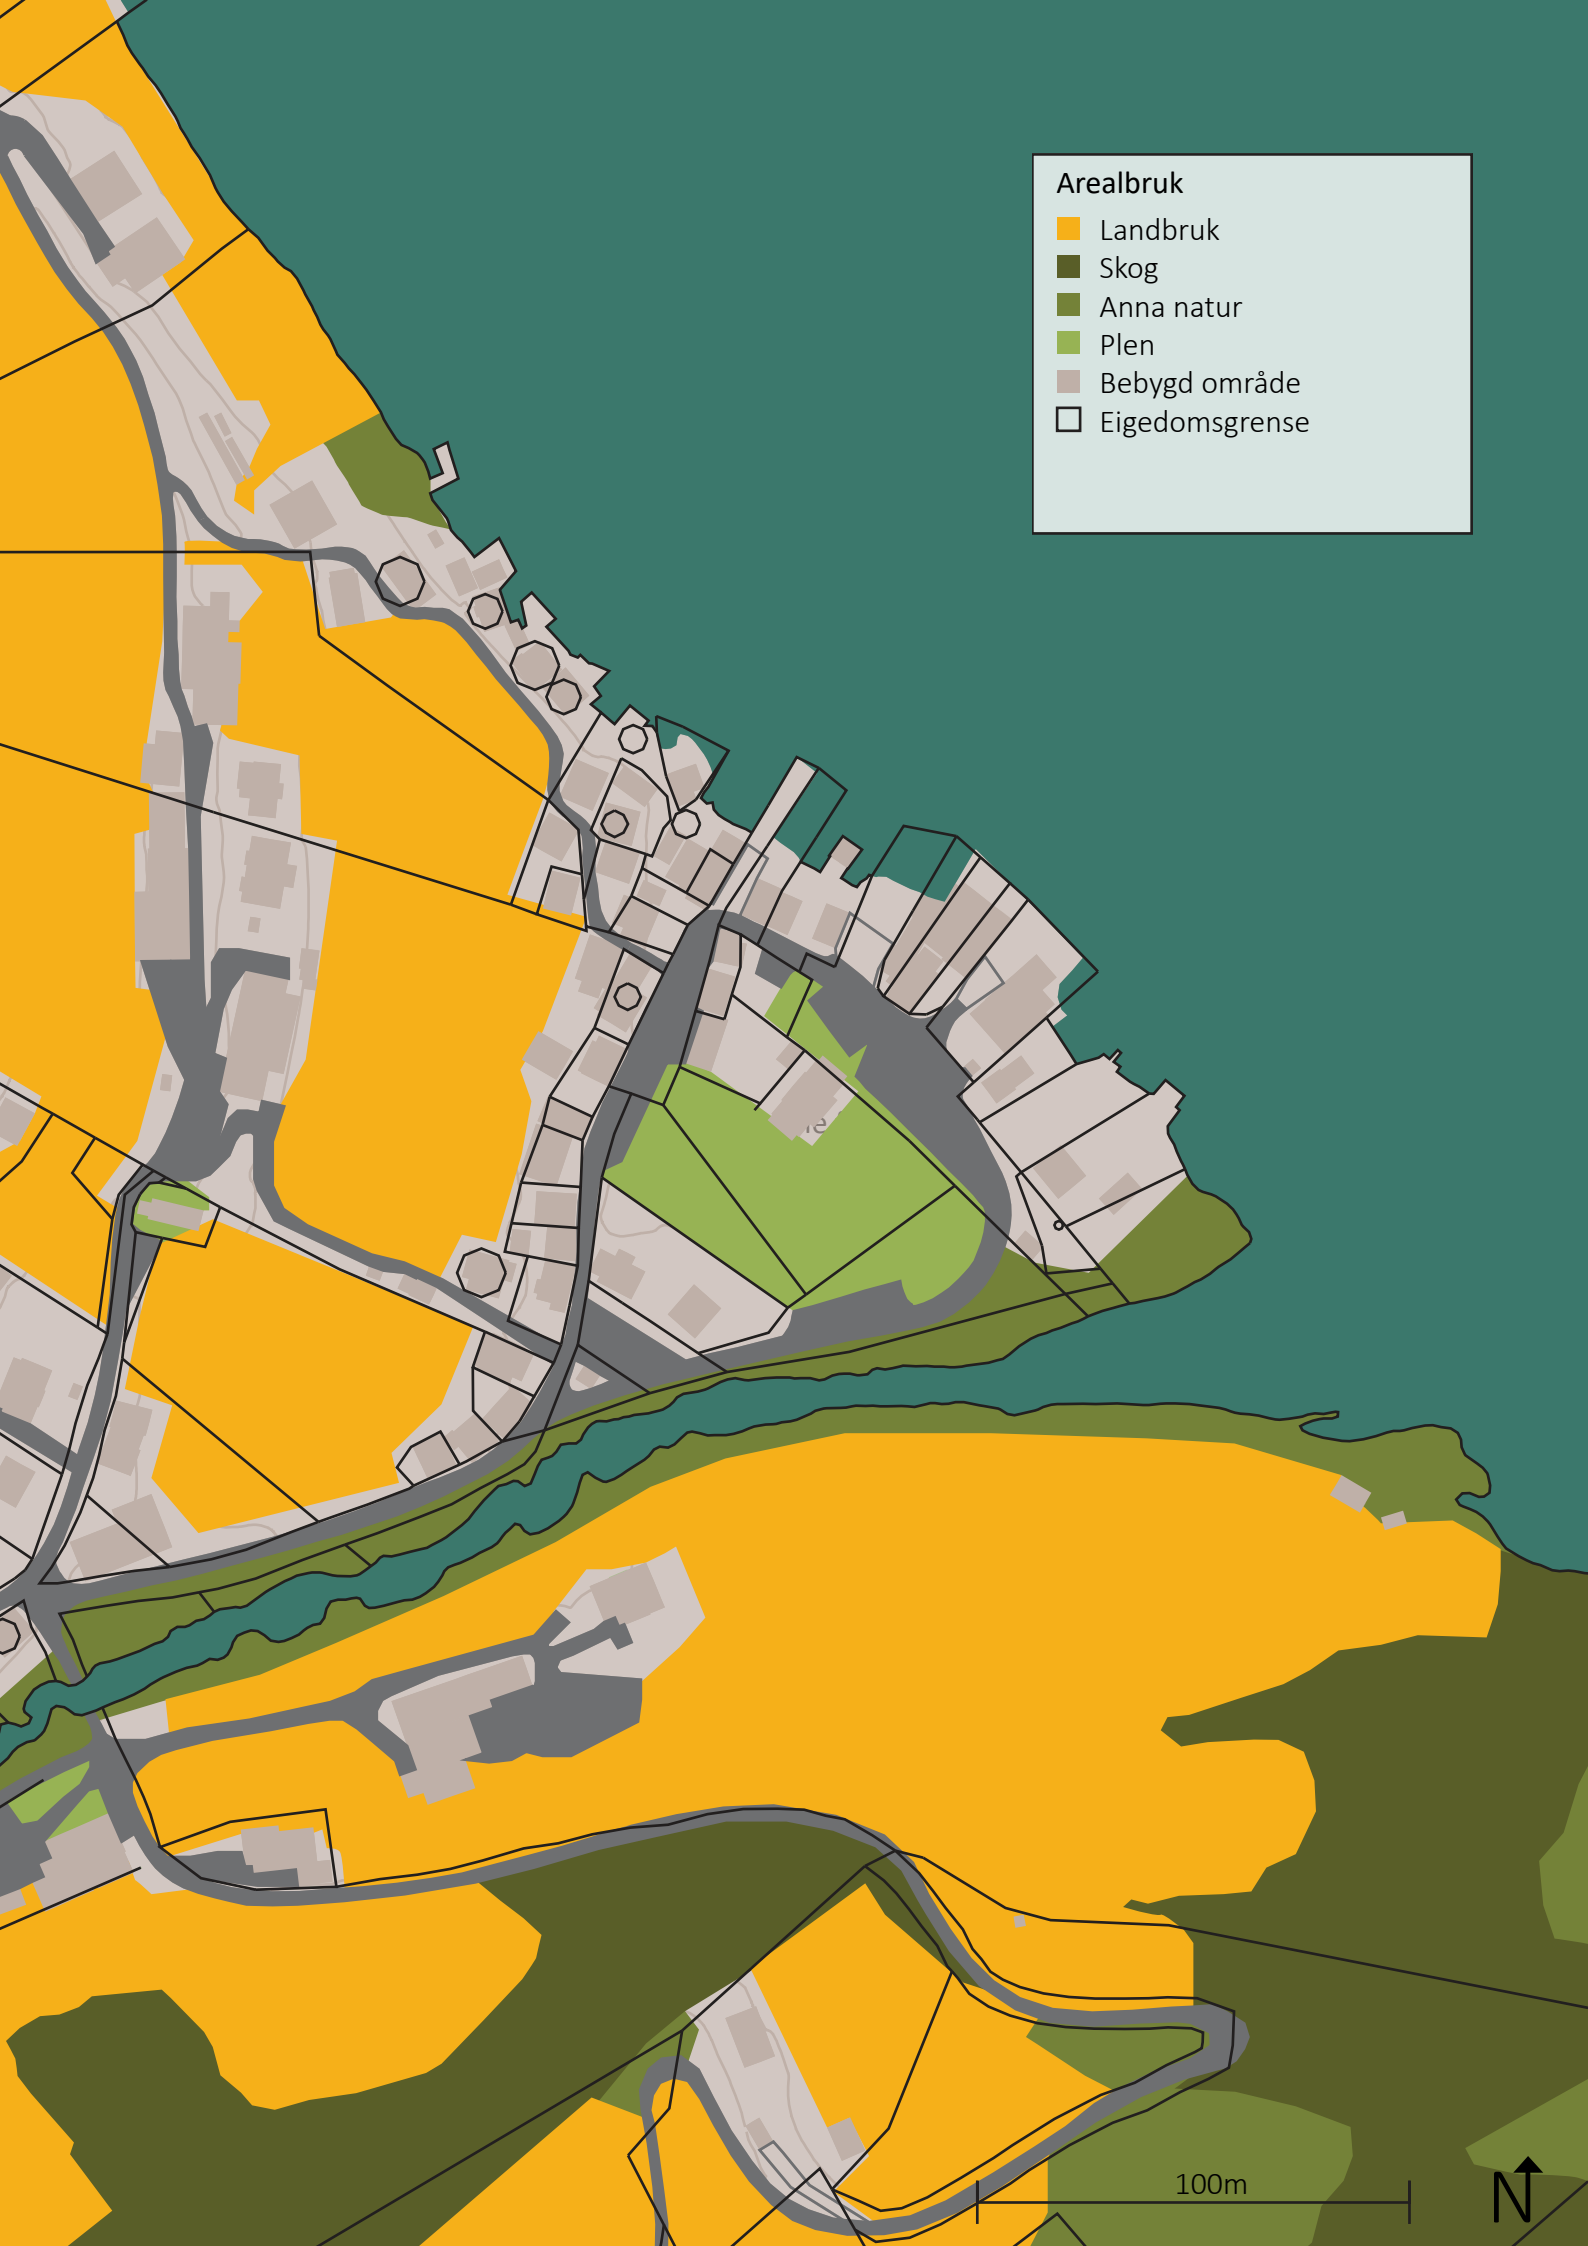 Arealbruk
Landbruk
Skog
Anna natur
Plen
Bebygd område
Eigedomsgrense
100m
N